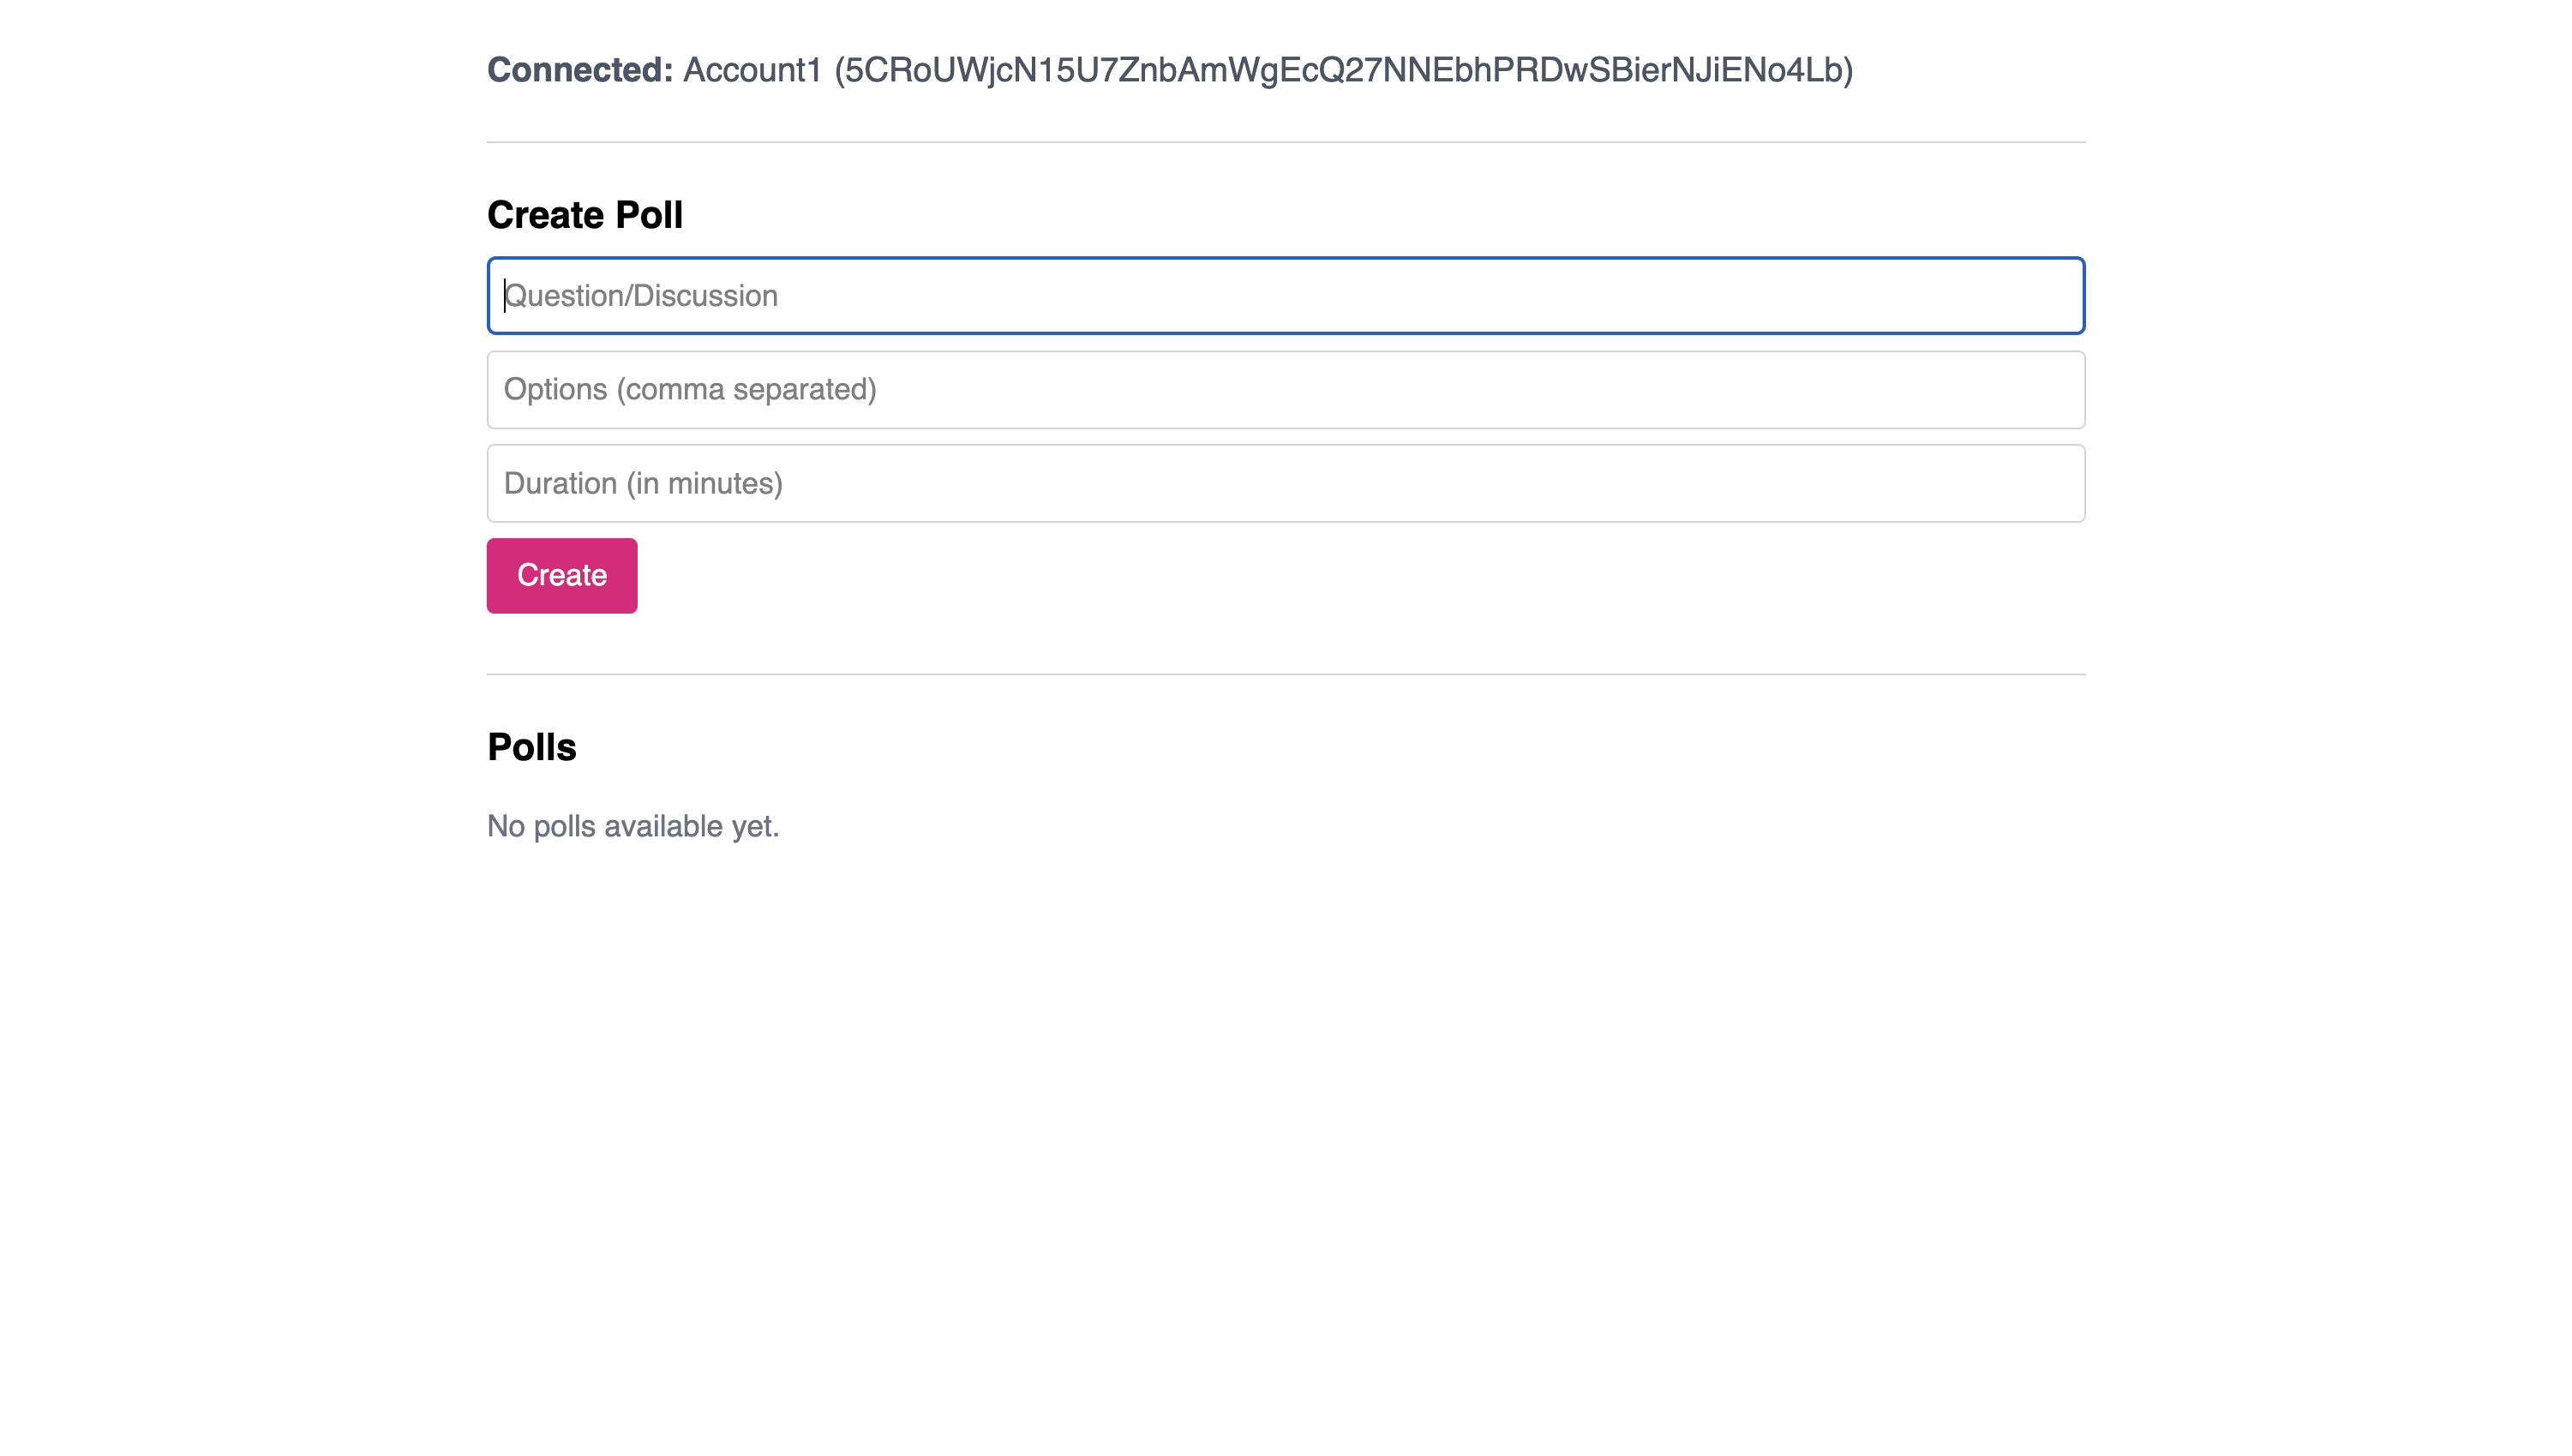 Connected: Account1 (5CRoUWjcN15U7ZnbAmWgEcQ27NNEbhPRDwSBierNJiENo4Lb)
Create Poll
Question/Discussion
Options (comma separated)
Duration (in minutes)
Create
Polls
No polls available yet.